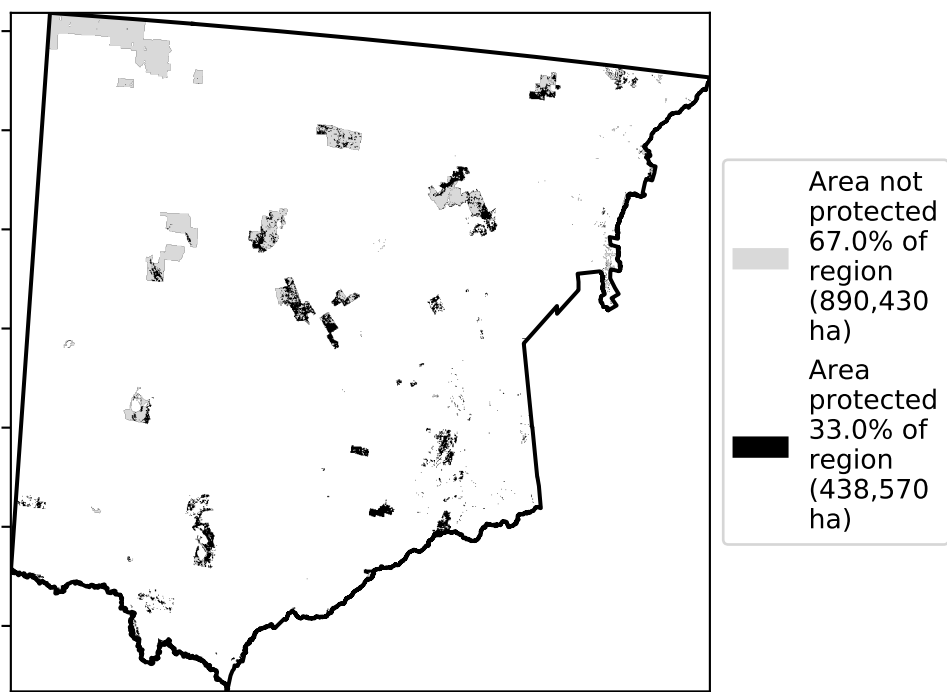 Area not
protected
67.0% of
region
(890,430
ha)
Area
protected
33.0% of
region
(438,570
ha)